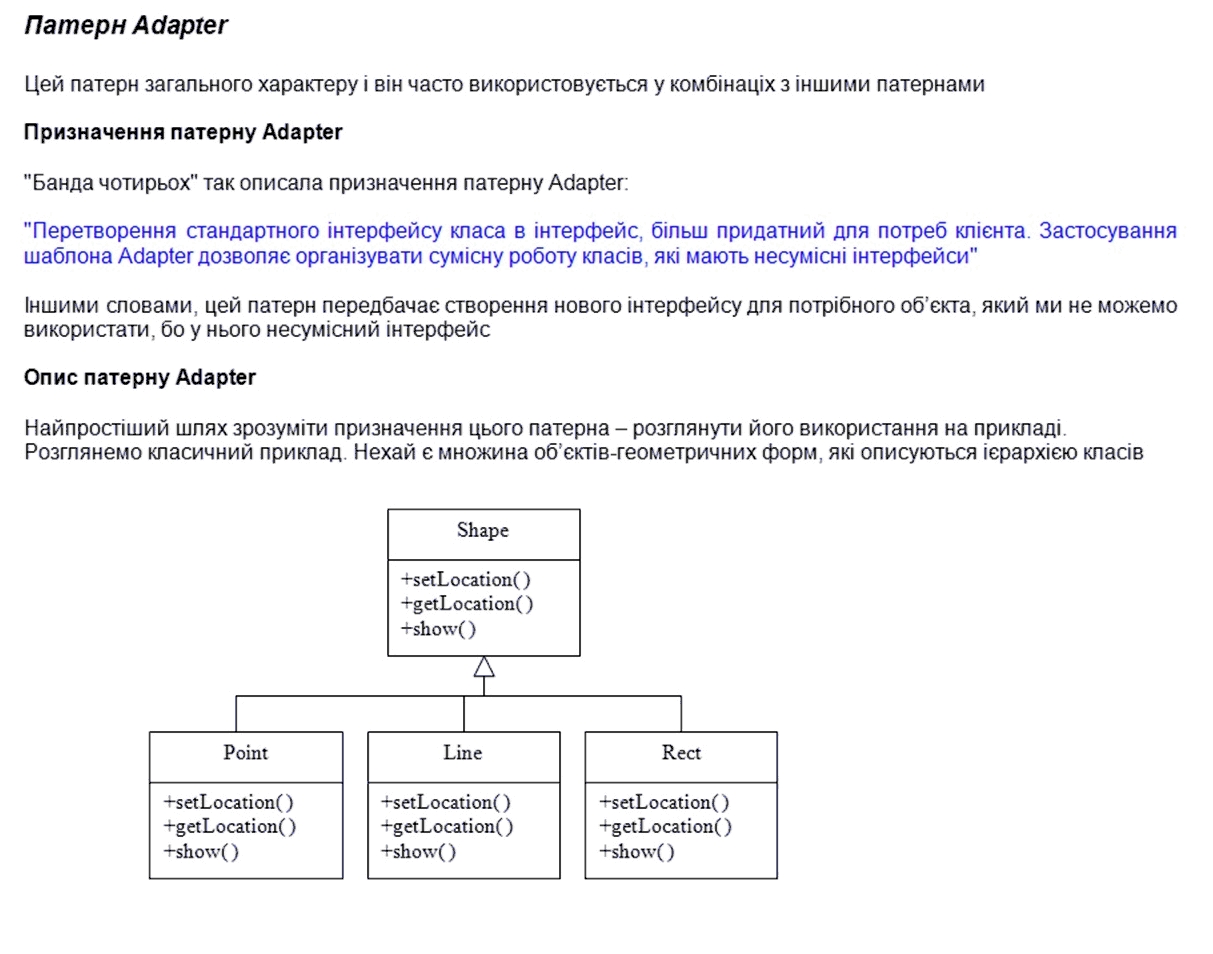 Патерн Adapter
Цей патерн загального характеру і він часто використовується у комбінаціх з іншими патернами
Призначення патерну Adapter
"Банда чотирьох" так описала призначення патерну Adapter:
"Перетворення стандартного інтерфейсу класа в інтерфейс, більш придатний для потреб клієнта. Застосування
шаблона Adapter дозволяє організувати сумісну роботу класів, які мають несумісні інтерфейси"
Іншими словами, цей патерн передбачає створення нового інтерфейсу для потрібного об’єкта, який ми не можемо
використати, бо у нього несумісний інтерфейс
Опис патерну Adapter
Найпростіший шлях зрозуміти призначення цього патерна – розглянути його використання на прикладі.
Розглянемо класичний приклад. Нехай є множина об’єктів-геометричних форм, які описуються ієрархією класів
Shape
+setLocation()
+getLocation()
+show()
Point
+setLocation()
+getLocation()
+show()
Line
+setLocation()
+getLocation()
+show()
Rect
+setLocation()
+getLocation()
+show()